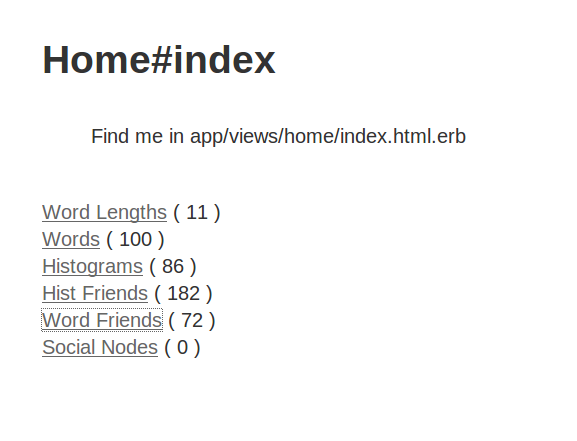 Home#index
Find me in app/views/home/index.html.erb
Word Lengths ( 11 )
Words ( 100 )
Histograms ( 86 )
Hist Friends ( 182 )
Word Friends ( 72 )
Social Nodes ( 0 )